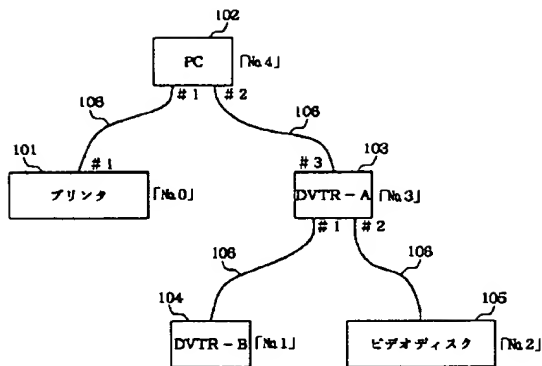 102
PC
「No.4」
#1
#2
106
106
101
#1
プリンタ
「No.0」
103
#3
DVTR-A
「No.3」
#1
#2
106
106
104
DVTR-B
「No.1」
105
ビデオディスク
「No.2」